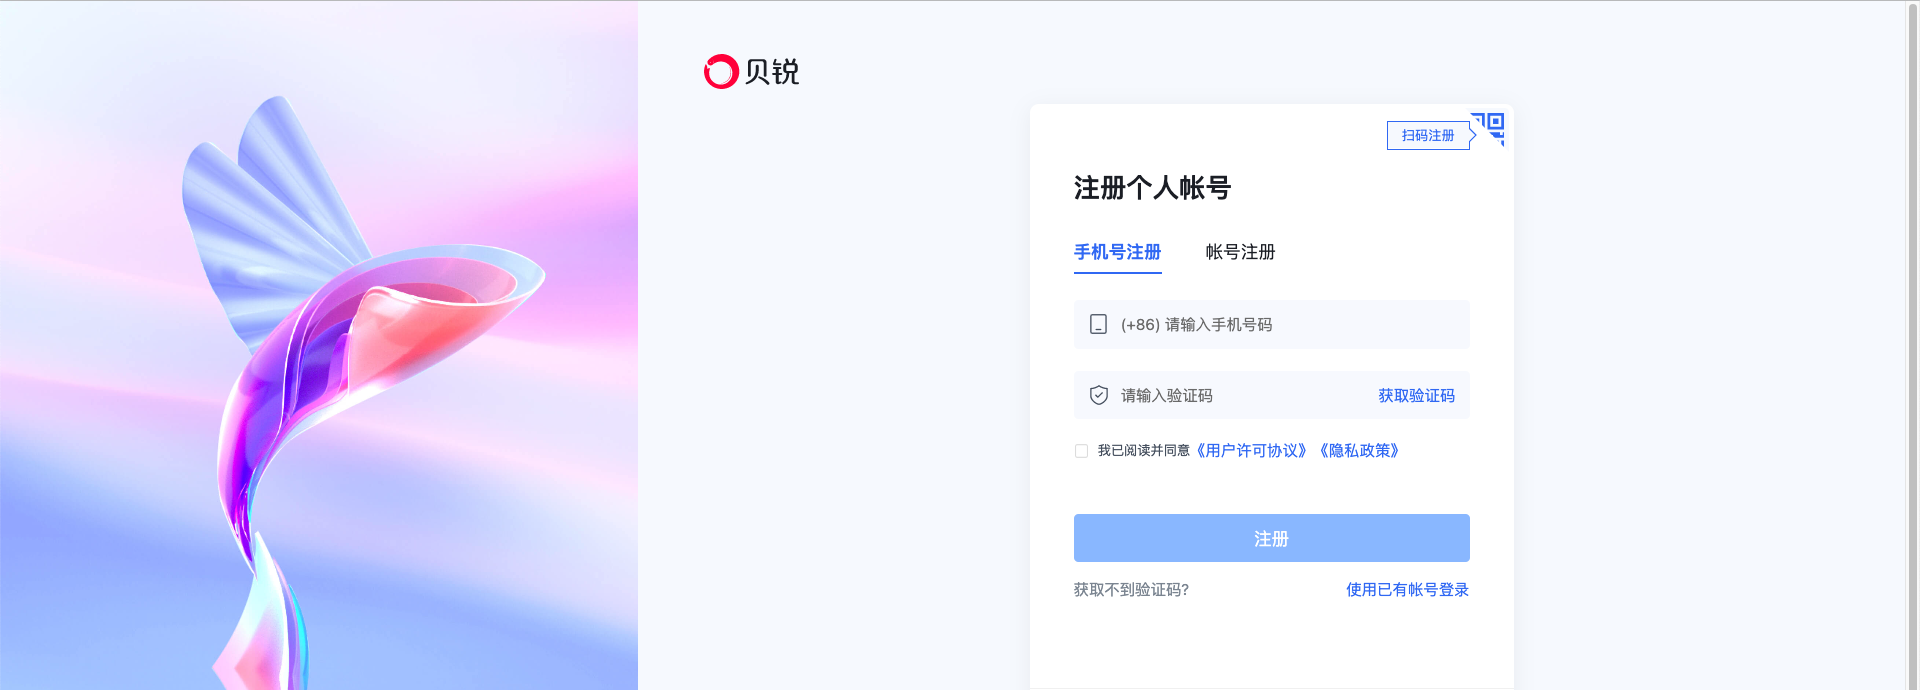 贝锐
扫码注册
注册个人帐号
手机号注册 帐号注册
(+86) 请输入手机号码
请输入验证码 获取验证码
我已阅读并同意《用户许可协议》《隐私政策》
注册
获取不到验证码? 使用已有帐号登录